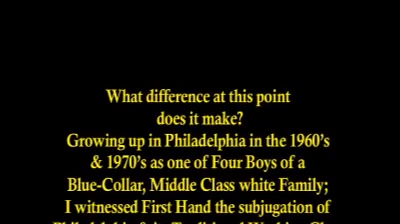 What difference at this point
does it make?
Growing up in Philadelphia in the 1960's
& 1970's as one of Four Boys of a
Blue-Collar, Middle Class white Family;
I witnessed First Hand the subjugation of